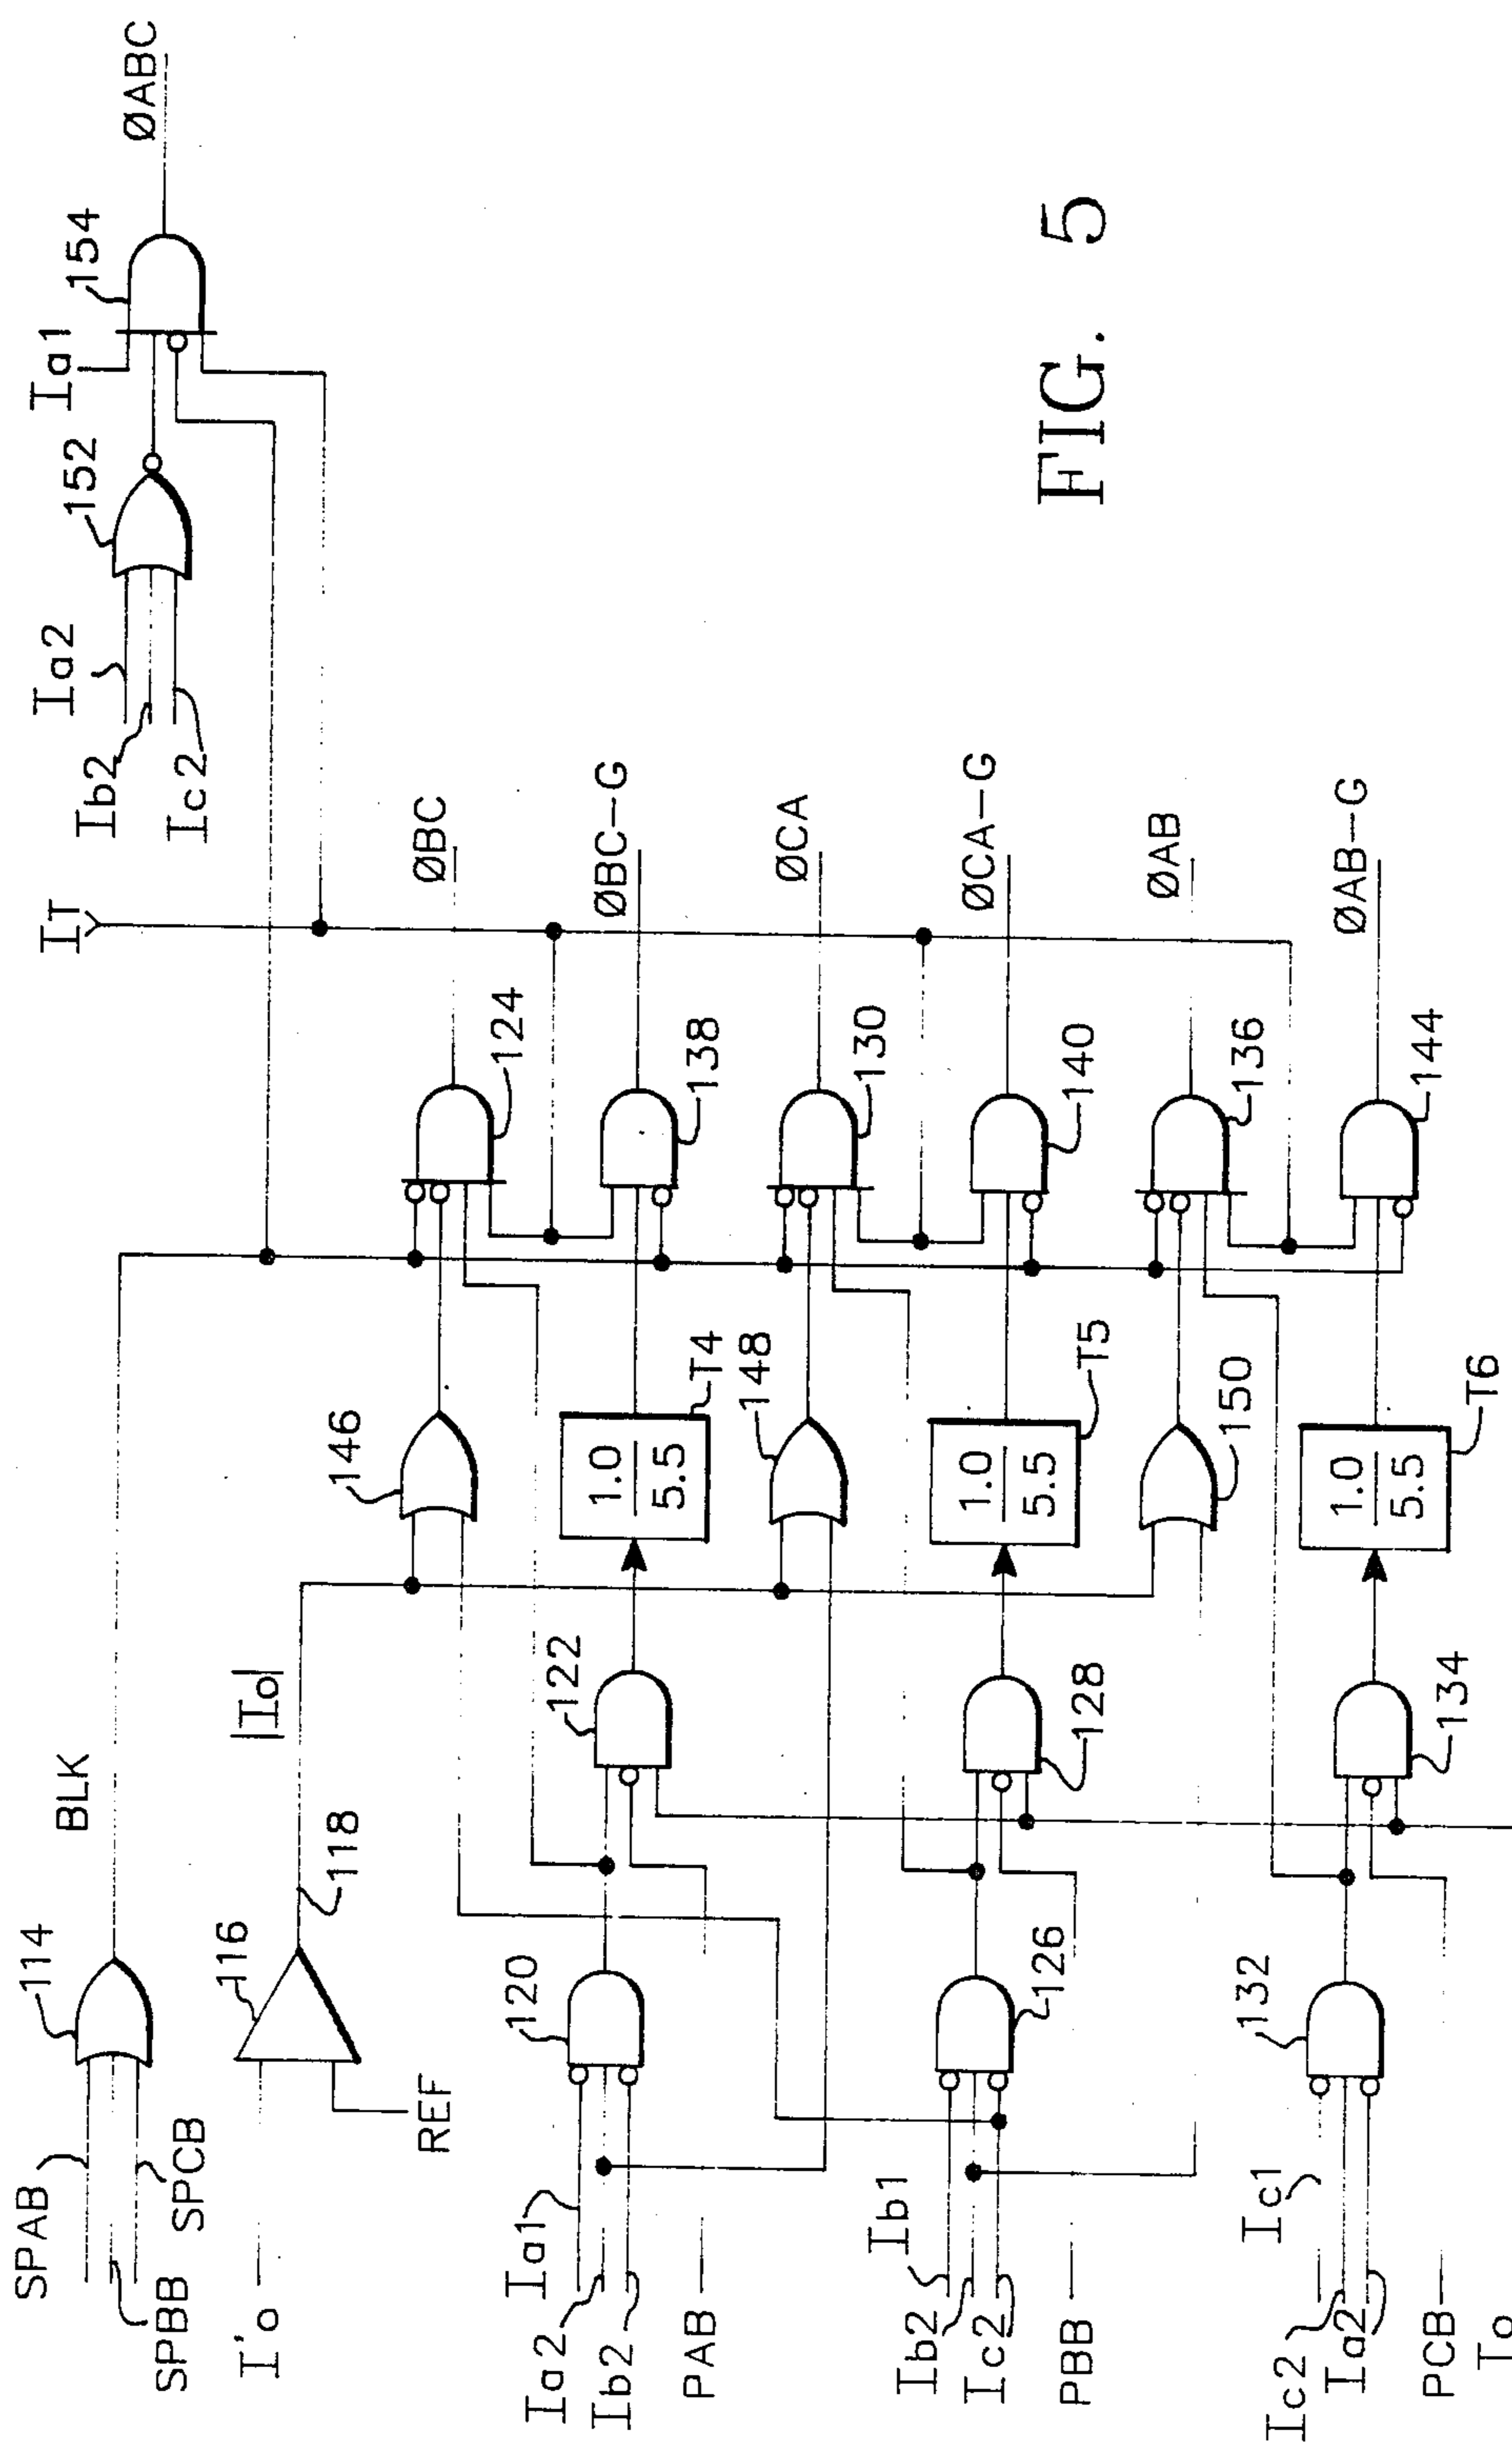 SPAB
SPBB
SPCB
114
BLK
I'o
REF
116
118
|Io|
IT
Ia2
Ib2
Ic2
152
Ia1
154
ØABC
146
124
ØBC
Ia1
Ia2
Ib2
PAB
120
122
1.0
5.5
T4
138
ØBC-G
148
130
ØCA
Ib1
Ib2
Ic2
PBB
126
128
1.0
5.5
T5
140
ØCA-G
150
136
ØAB
Ic1
Ic2
Ia2
PCB
Io
132
134
1.0
5.5
T6
144
ØAB-G
FIG. 5